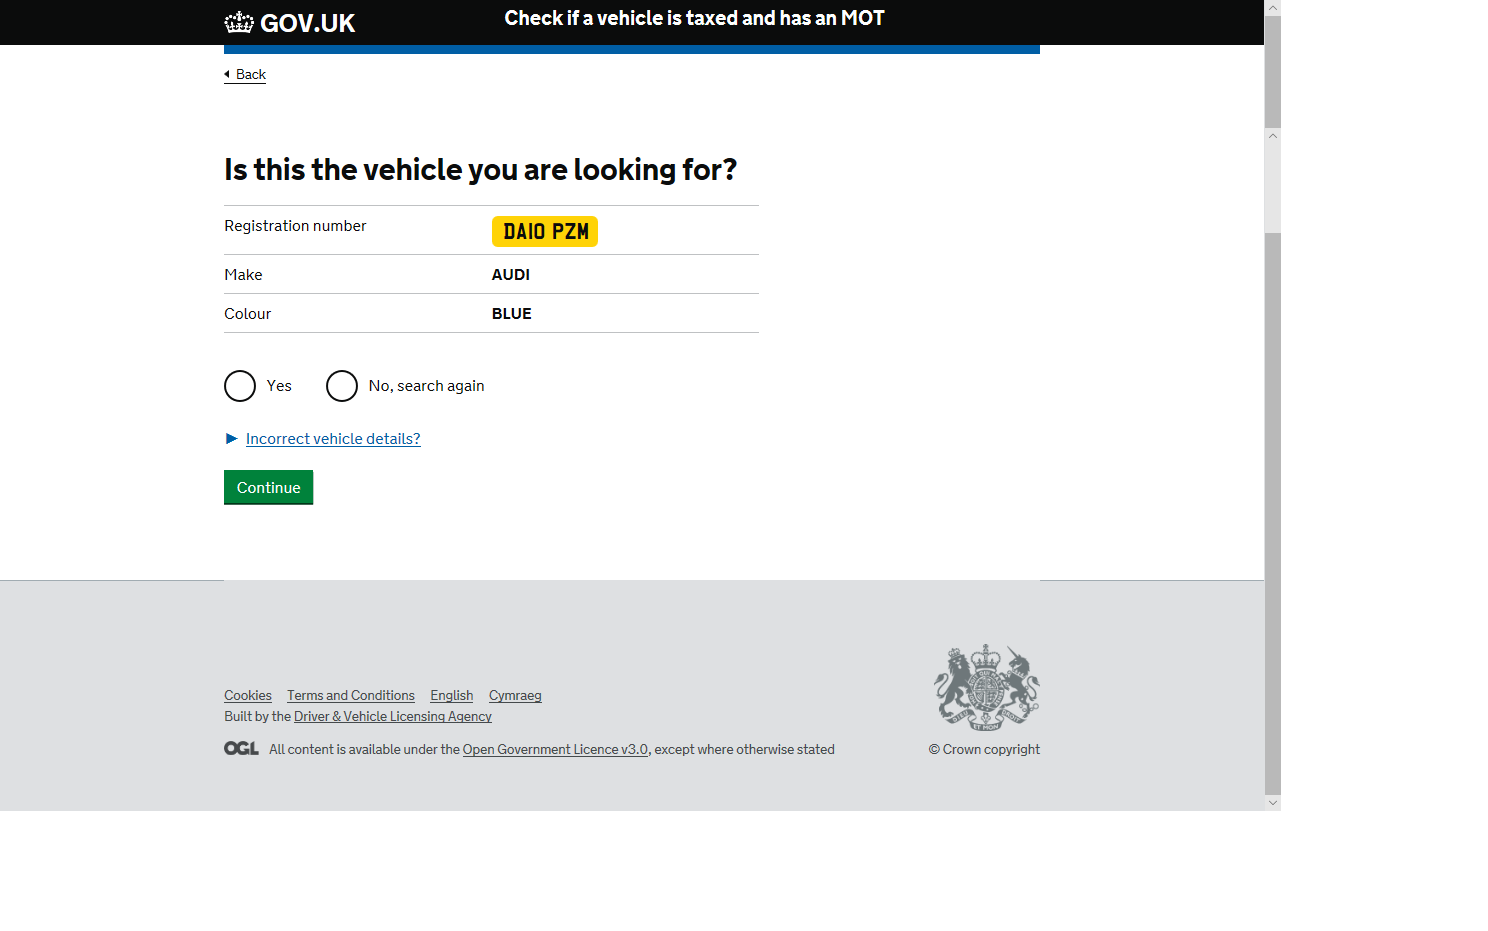 GOV.UK
Check if a vehicle is taxed and has an MOT
Back
Is this the vehicle you are looking for?
Registration number DA10 PZM
Make AUDI
Colour BLUE
Yes No, search again
Incorrect vehicle details?
Continue
Cookies Terms and Conditions English Cymraeg
Built by the Driver & Vehicle Licensing Agency
OGL All content is available under the Open Government Licence v3.0, except where otherwise stated
© Crown copyright